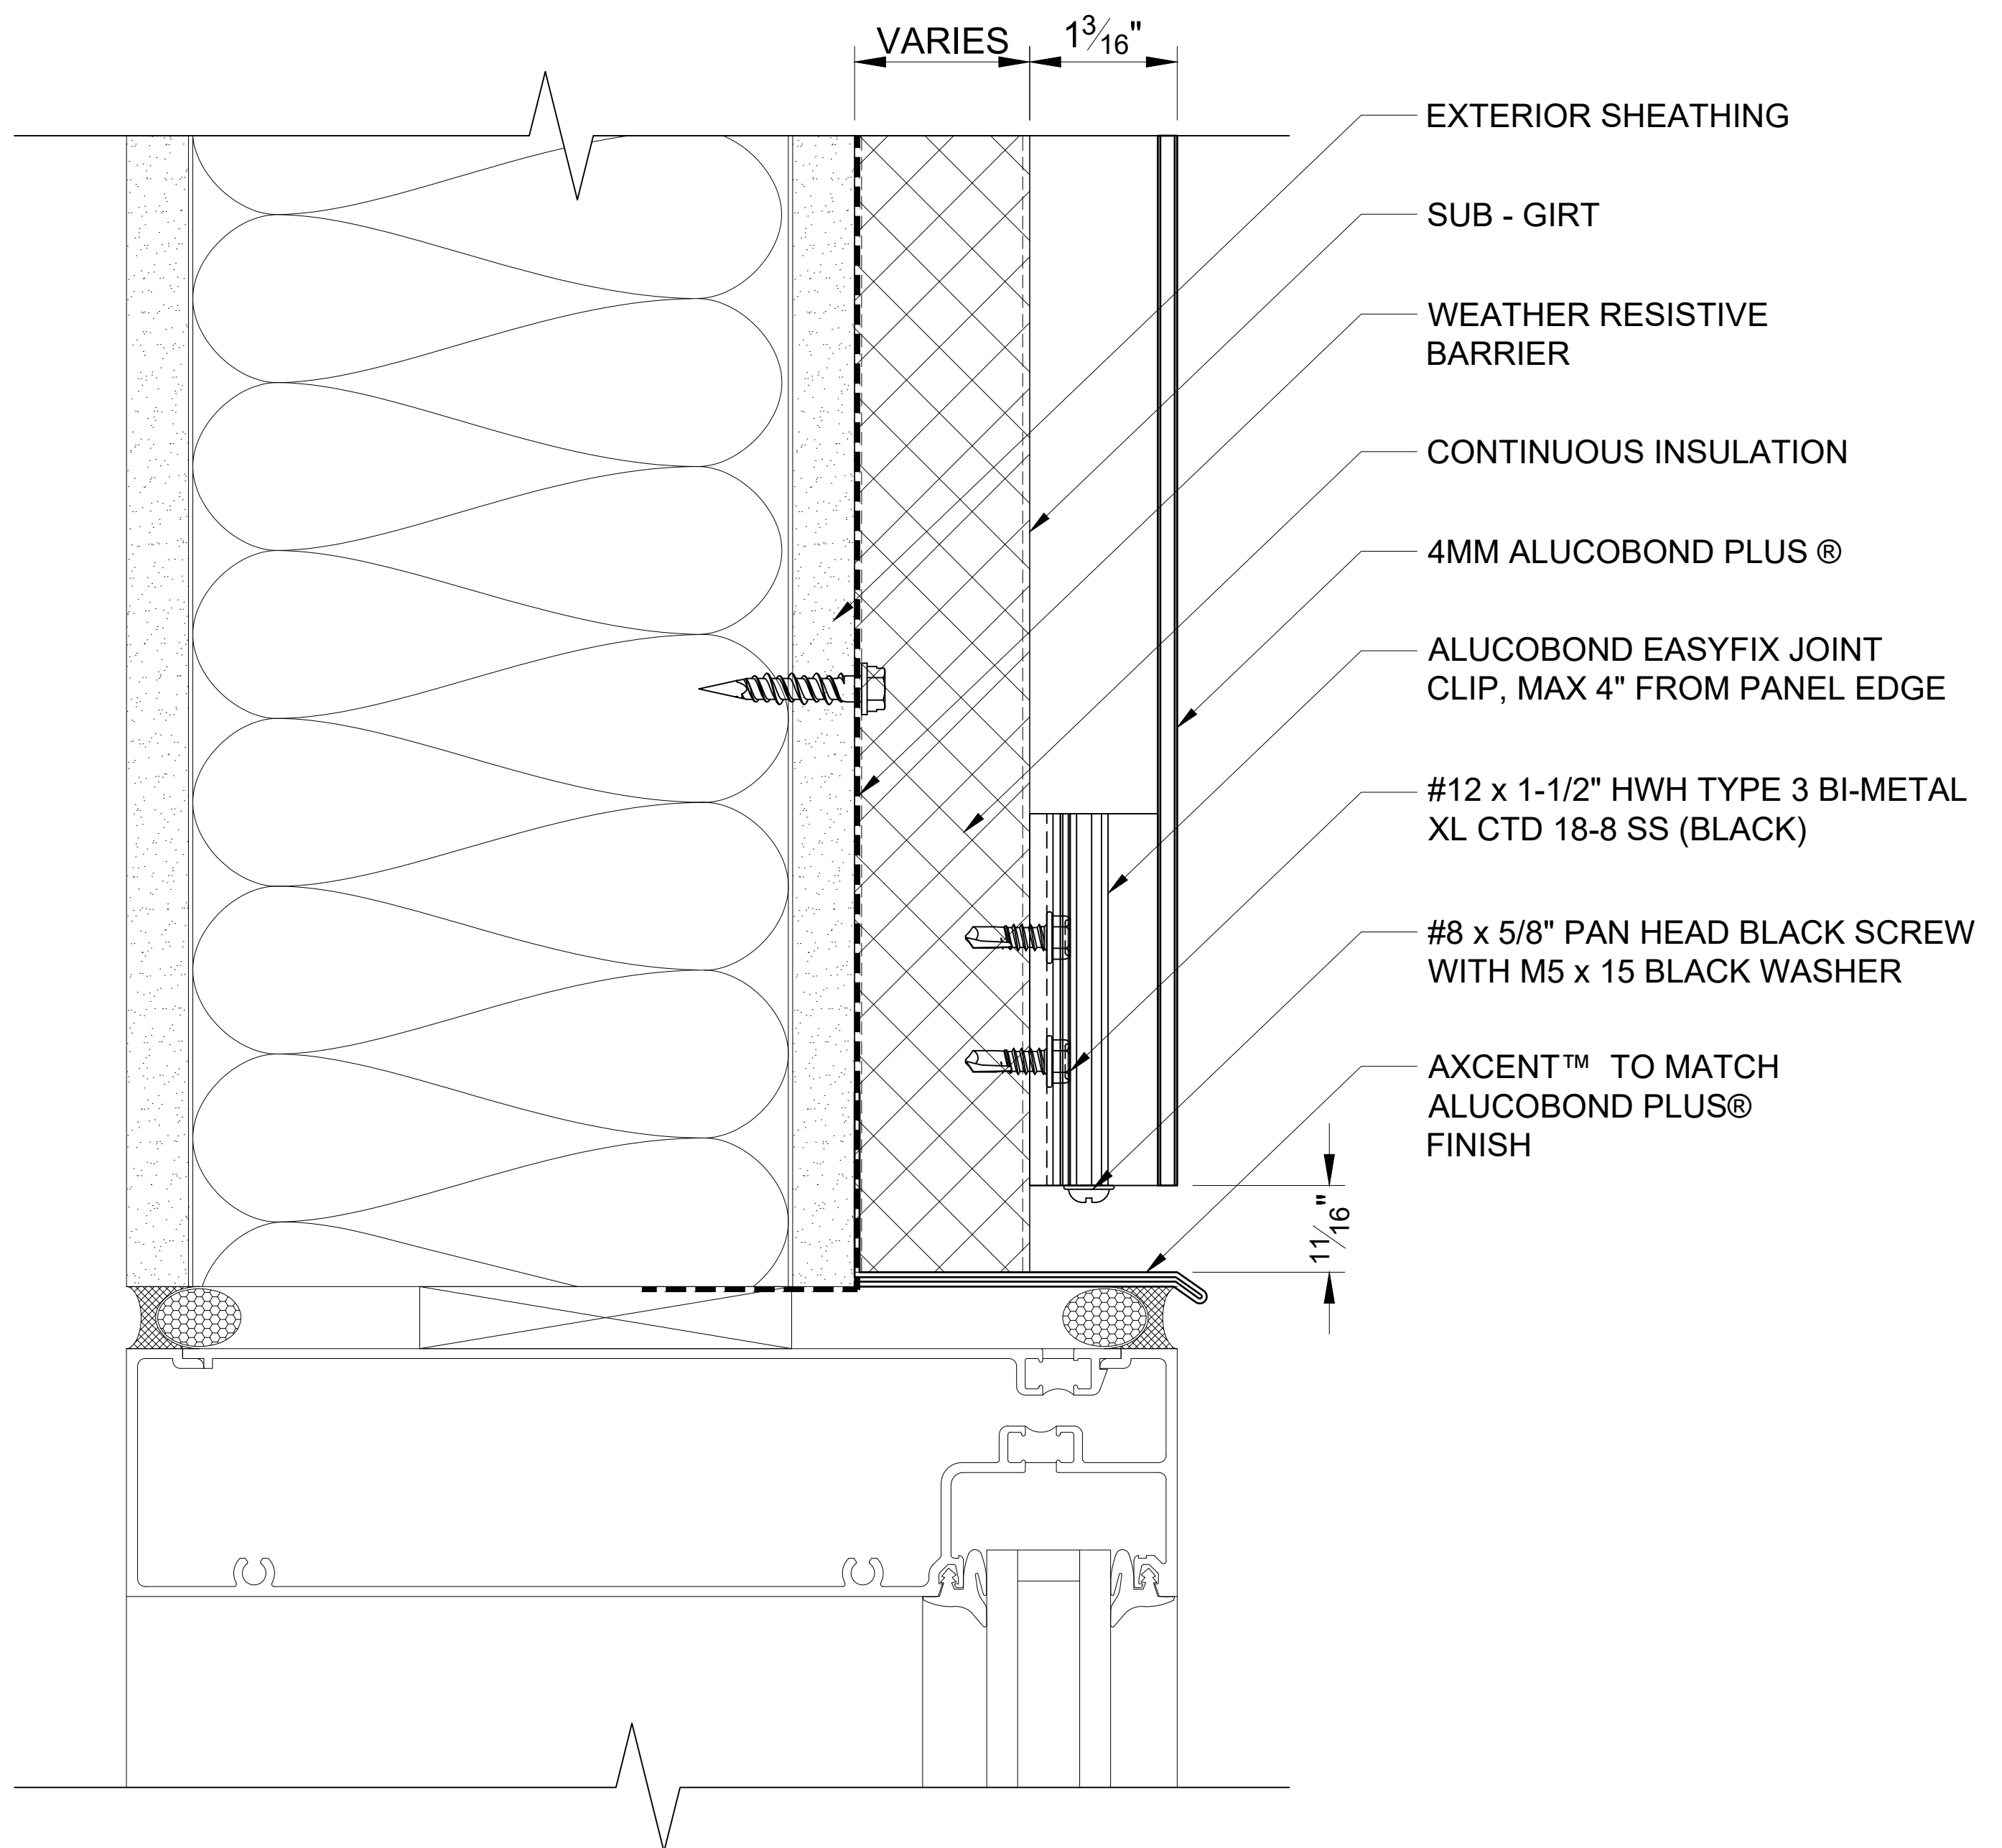 VARIES
1 3/16"
EXTERIOR SHEATHING
SUB - GIRT
WEATHER RESISTIVE
BARRIER
CONTINUOUS INSULATION
4MM ALUCOBOND PLUS ®
ALUCOBOND EASYFIX JOINT
CLIP, MAX 4" FROM PANEL EDGE
#12 x 1-1/2" HWH TYPE 3 BI-METAL
XL CTD 18-8 SS (BLACK)
#8 x 5/8" PAN HEAD BLACK SCREW
WITH M5 x 15 BLACK WASHER
AXCENT™ TO MATCH
ALUCOBOND PLUS®
FINISH
11/16"